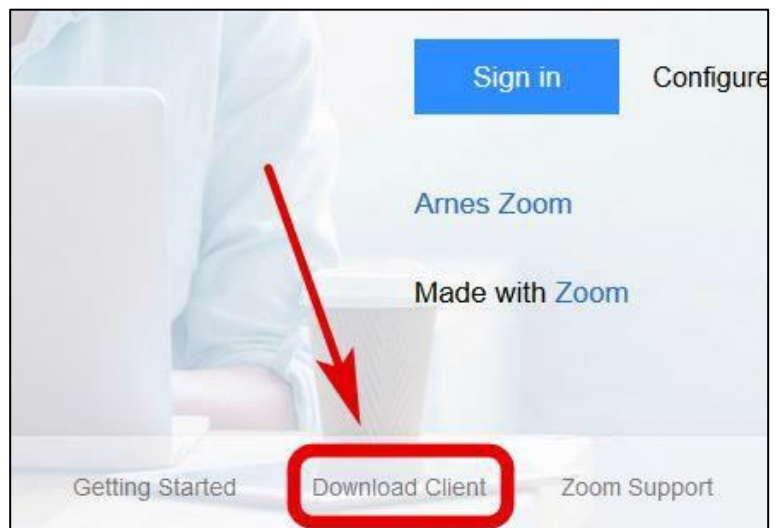 Sign in Configure
Arnes Zoom
Made with Zoom
Getting Started Download Client Zoom Support